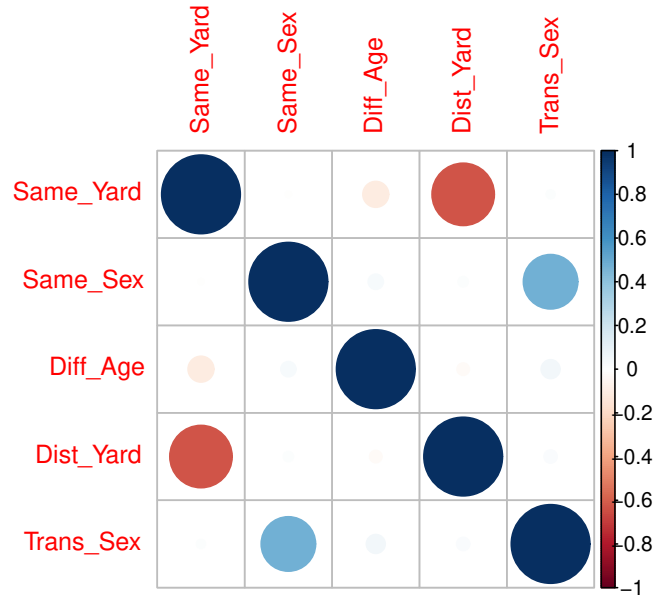 Same_Yard
Same_Sex
Diff_Age
Dist_Yard
Trans_Sex
Same_Yard
Same_Sex
Diff_Age
Dist_Yard
Trans_Sex
1
0.8
0.6
0.4
0.2
0
-0.2
-0.4
-0.6
-0.8
-1